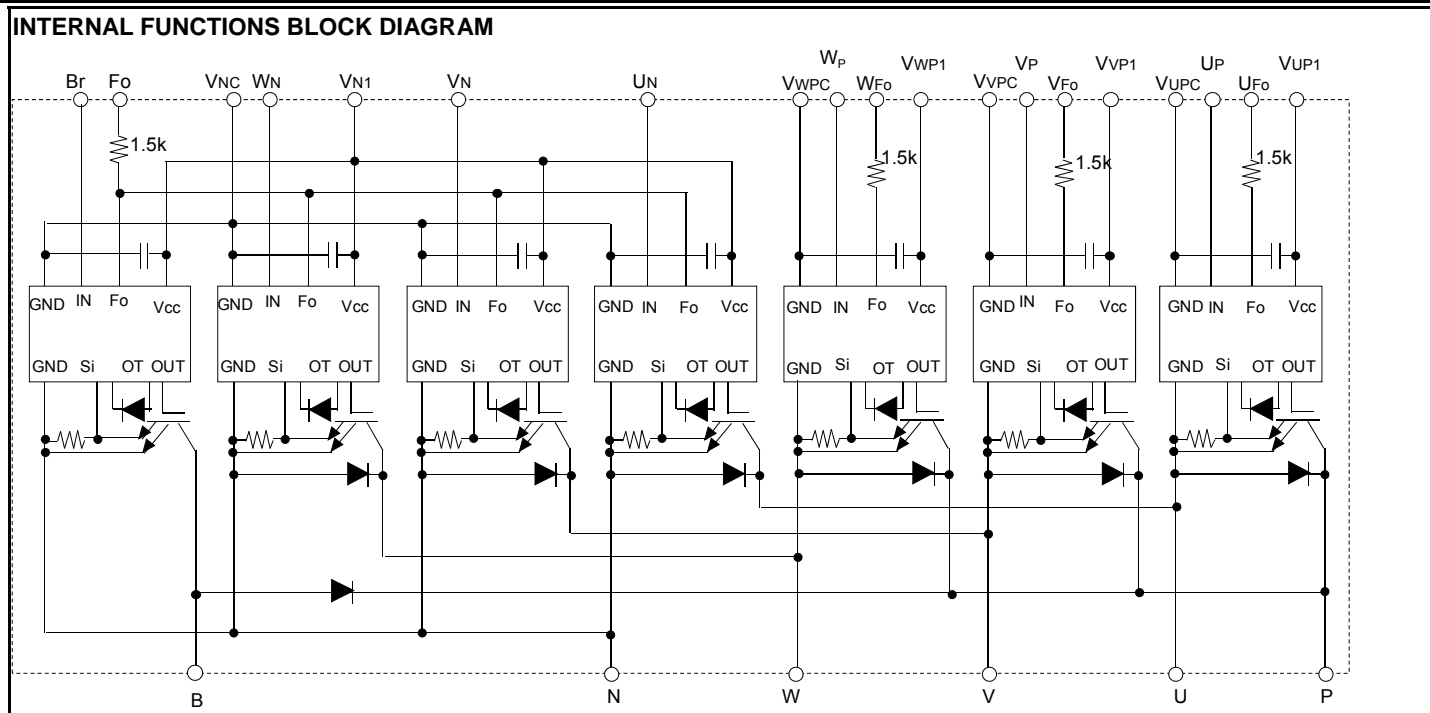 INTERNAL FUNCTIONS BLOCK DIAGRAM
Br Fo VNC WN VN1 VN UN VWPC WP WFo VWP1 VVPC VP VFo VVP1 VUPC UP UFo VUP1
1.5k 1.5k 1.5k 1.5k
GND IN Fo Vcc GND IN Fo Vcc GND IN Fo Vcc GND IN Fo Vcc GND IN Fo Vcc GND IN Fo Vcc GND IN Fo Vcc
GND Si OT OUT GND Si OT OUT GND Si OT OUT GND Si OT OUT GND Si OT OUT GND Si OT OUT GND Si OT OUT
B N W V U P